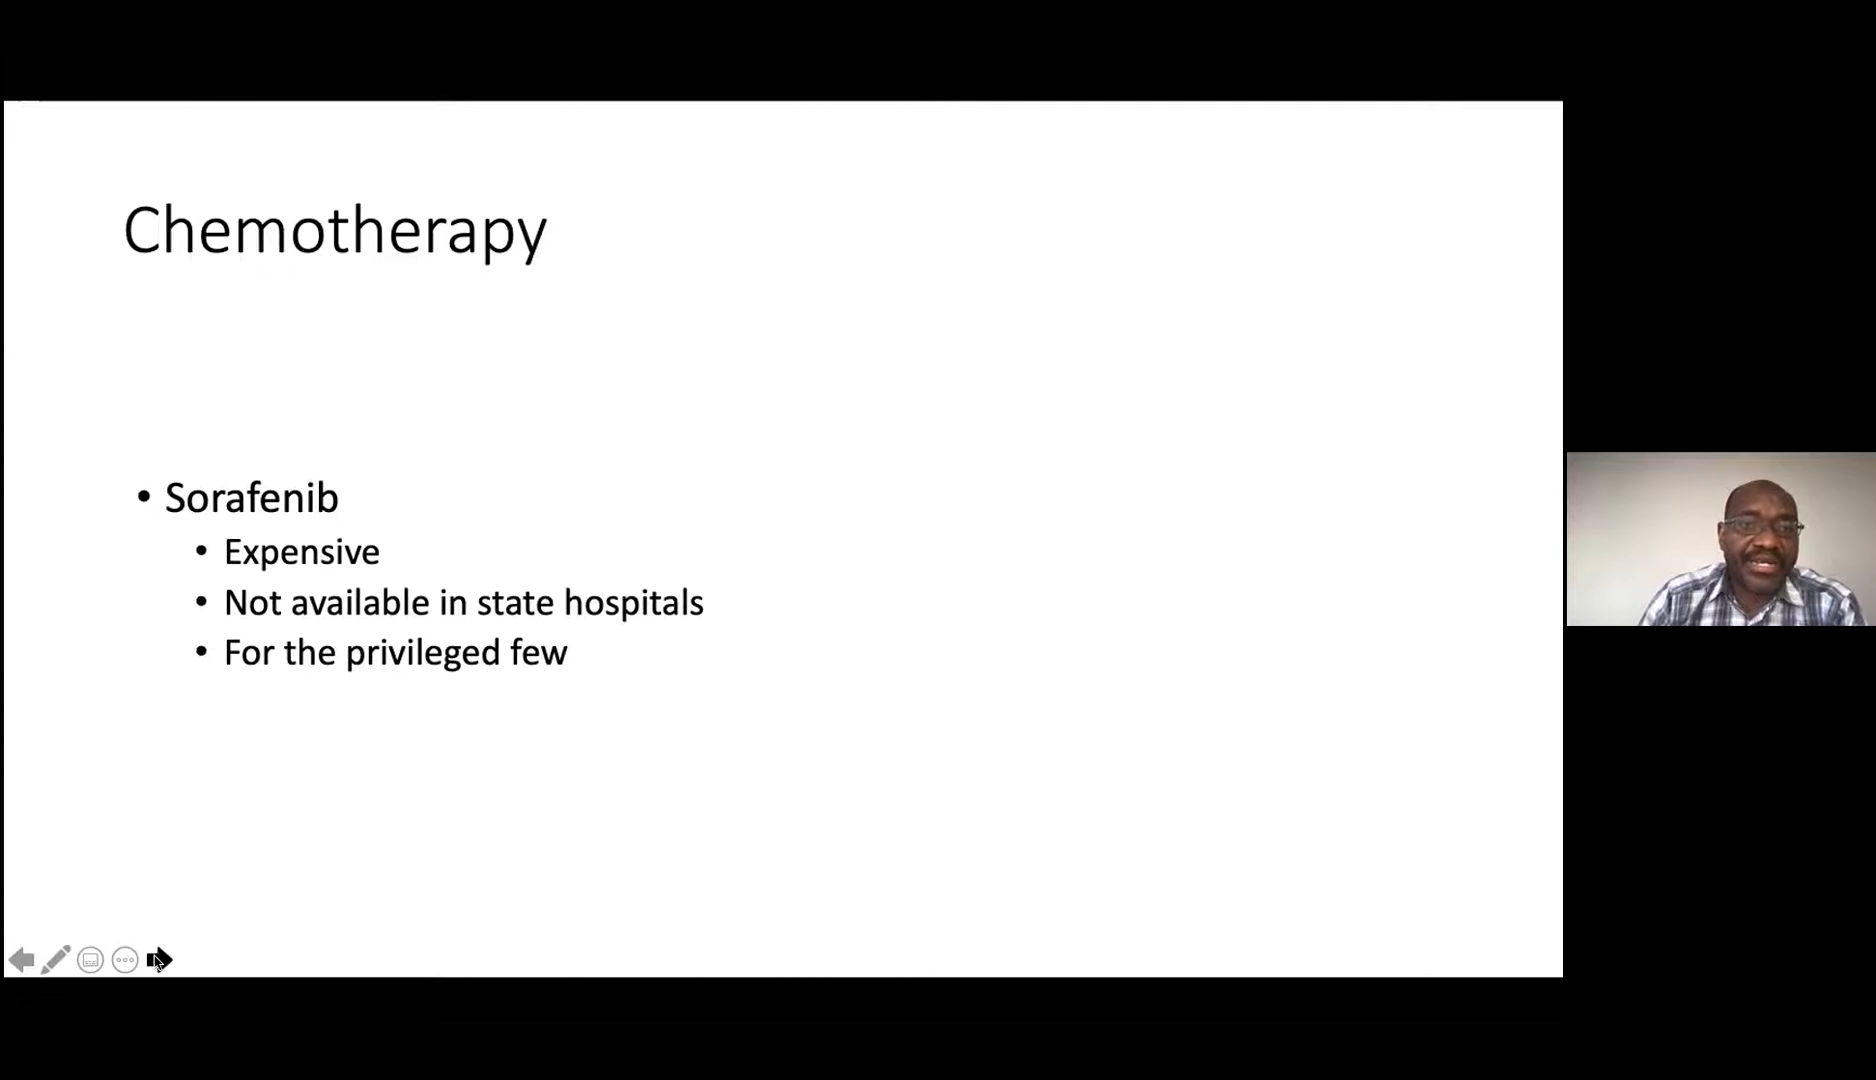 Chemotherapy
• Sorafenib
• Expensive
• Not available in state hospitals
• For the privileged few